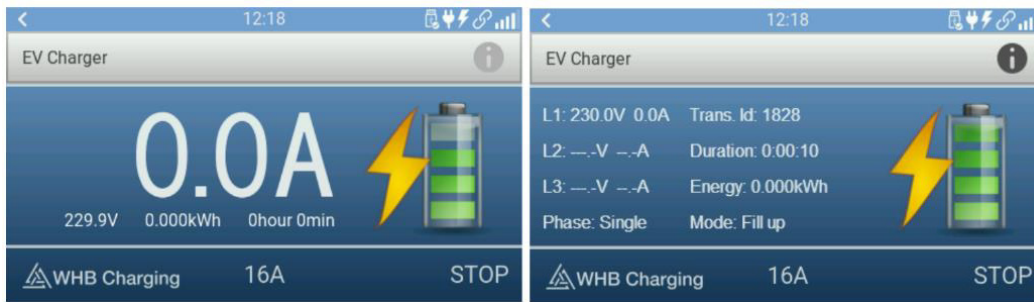 12:18
EV Charger
0.0A
229.9V 0.000kWh 0hour 0min
WHB Charging 16A STOP
12:18
EV Charger
L1: 230.0V 0.0A Trans. Id: 1828
L2: ---.-V --.-A Duration: 0:00:10
L3: ---.-V --.-A Energy: 0.000kWh
Phase: Single Mode: Fill up
WHB Charging 16A STOP